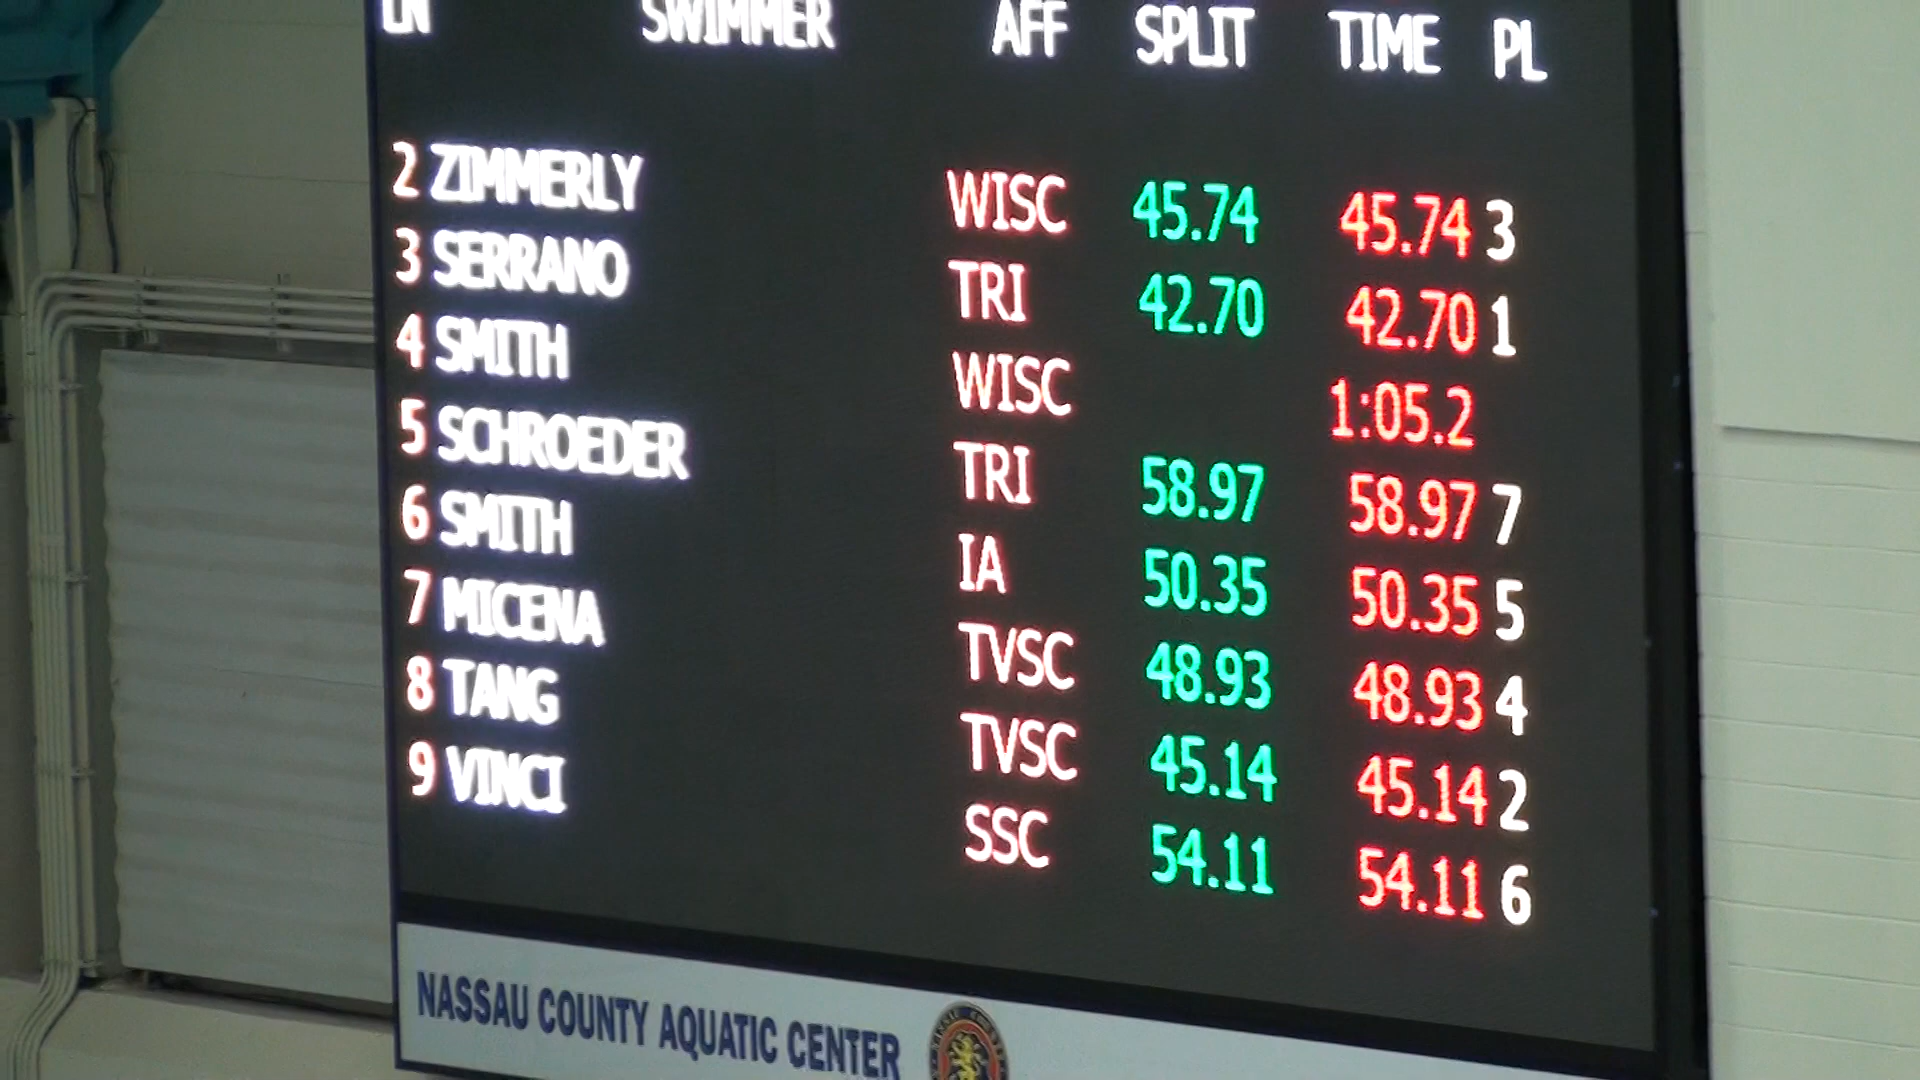 LN SWIMMER AFF SPLIT TIME PL
2 ZIMMERLY WISC 45.74 45.74 3
3 SERRANO TRI 42.70 42.70 1
4 SMITH WISC 1:05.2
5 SCHROEDER TRI 58.97 58.97 7
6 SMITH IA 50.35 50.35 5
7 MICENA TVSC 48.93 48.93 4
8 TANG TVSC 45.14 45.14 2
9 VINCI SSC 54.11 54.11 6
NASSAU COUNTY AQUATIC CENTER